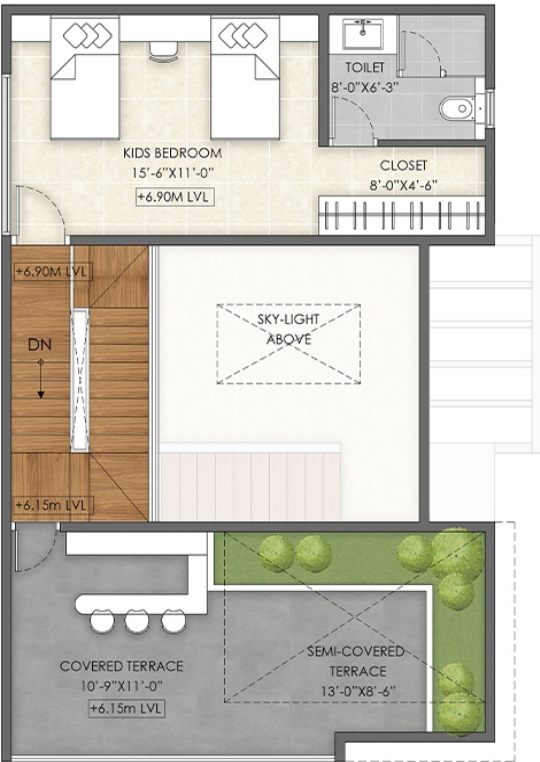 TOILET
8'-0"X6'-3"
KIDS BEDROOM
15'-6"X11'-0"
+6.90M LVL
CLOSET
8'-0"X4'-6"
+6.90M LVL
SKY-LIGHT
ABOVE
DN
+6.15m LVL
COVERED TERRACE
10'-9"X11'-0"
+6.15m LVL
SEMI-COVERED
TERRACE
13'-0"X8'-6"